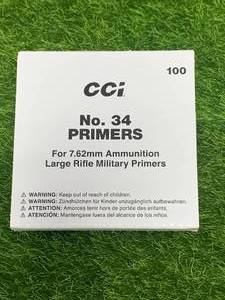 100
CCi
No. 34
PRIMERS
For 7.62mm Ammunition
Large Rifle Military Primers
⚠ WARNING: Keep out of reach of children.
⚠ WARNUNG: Zündhütchen für Kinder unzugänglich aufbewahren.
⚠ ATTENTION: Amorces tenir hors de portée des enfants.
⚠ ATENCIÓN: Mantengase fuera del alcance de los niños.